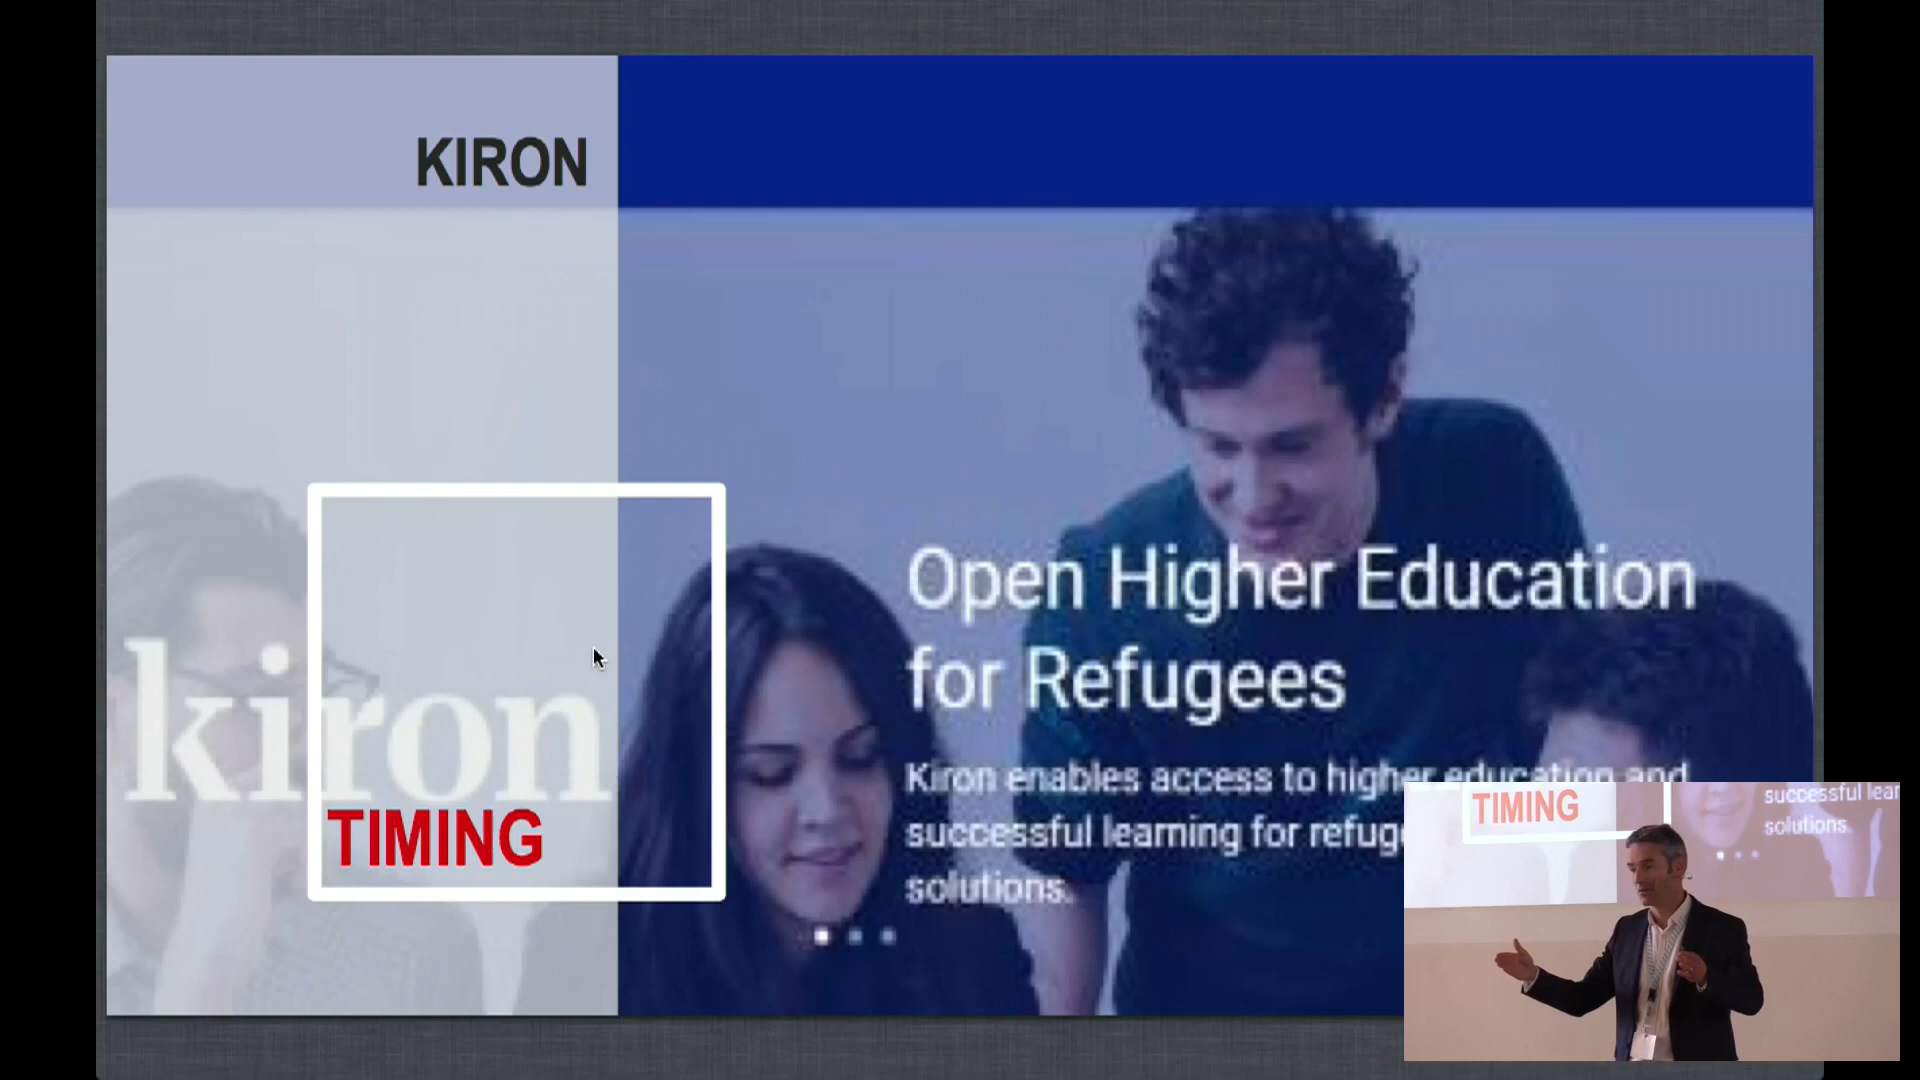 KIRON
kiron
TIMING
Open Higher Education
for Refugees
Kiron enables access to higher education and
successful learning for refug
solutions.
TIMING
successful lear
solutions.